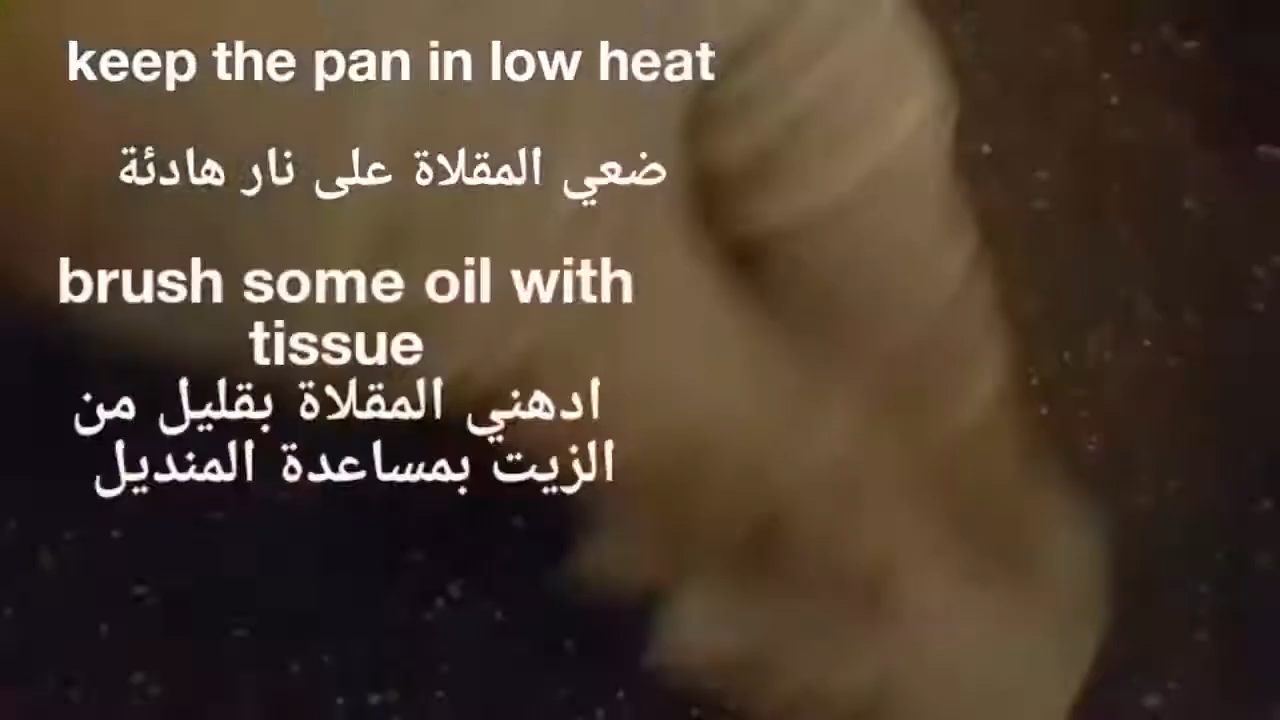 keep the pan in low heat
ضعي المقلاة على نار هادئة
brush some oil with
tissue
ادهني المقلاة بقليل من
الزيت بمساعدة المنديل